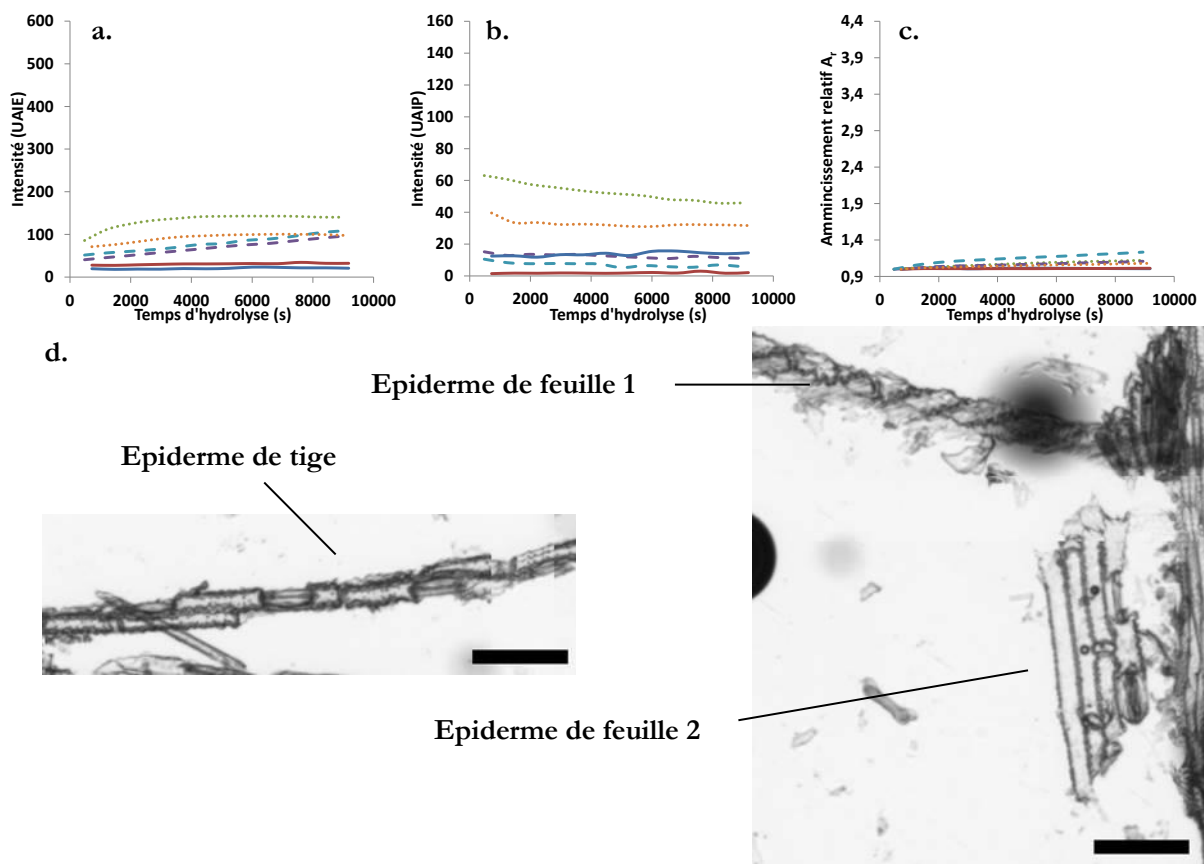 a.
Intensité (UAIE)
600
500
400
300
200
100
0
0 2000 4000 6000 8000 10000
Temps d'hydrolyse (s)
b.
Intensité (UAIP)
160
140
120
100
80
60
40
20
0
0 2000 4000 6000 8000 10000
Temps d'hydrolyse (s)
c.
Ammincissement relatif Aᵣ
4,4
3,9
3,4
2,9
2,4
1,9
1,4
0,9
0 2000 4000 6000 8000 10000
Temps d'hydrolyse (s)
d.
Epiderme de feuille 1
Epiderme de tige
Epiderme de feuille 2